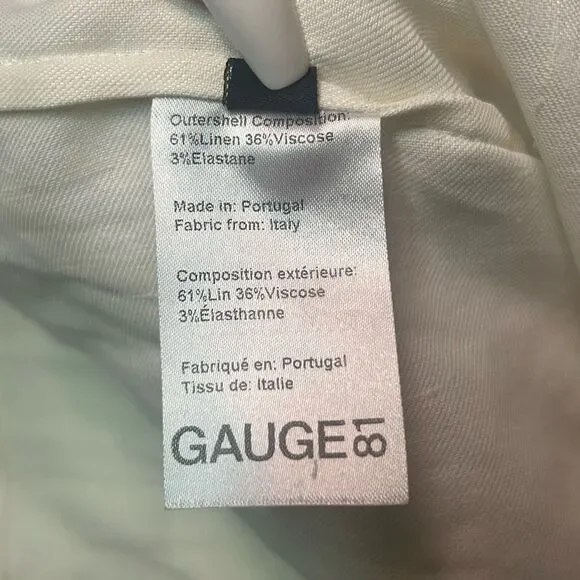 Outershell Composition:
61%Linen 36%Viscose
3%Elastane
Made in: Portugal
Fabric from: Italy
Composition extérieure:
61%Lin 36%Viscose
3%Élasthanne
Fabriqué en: Portugal
Tissu de: Italie
GAUGE81